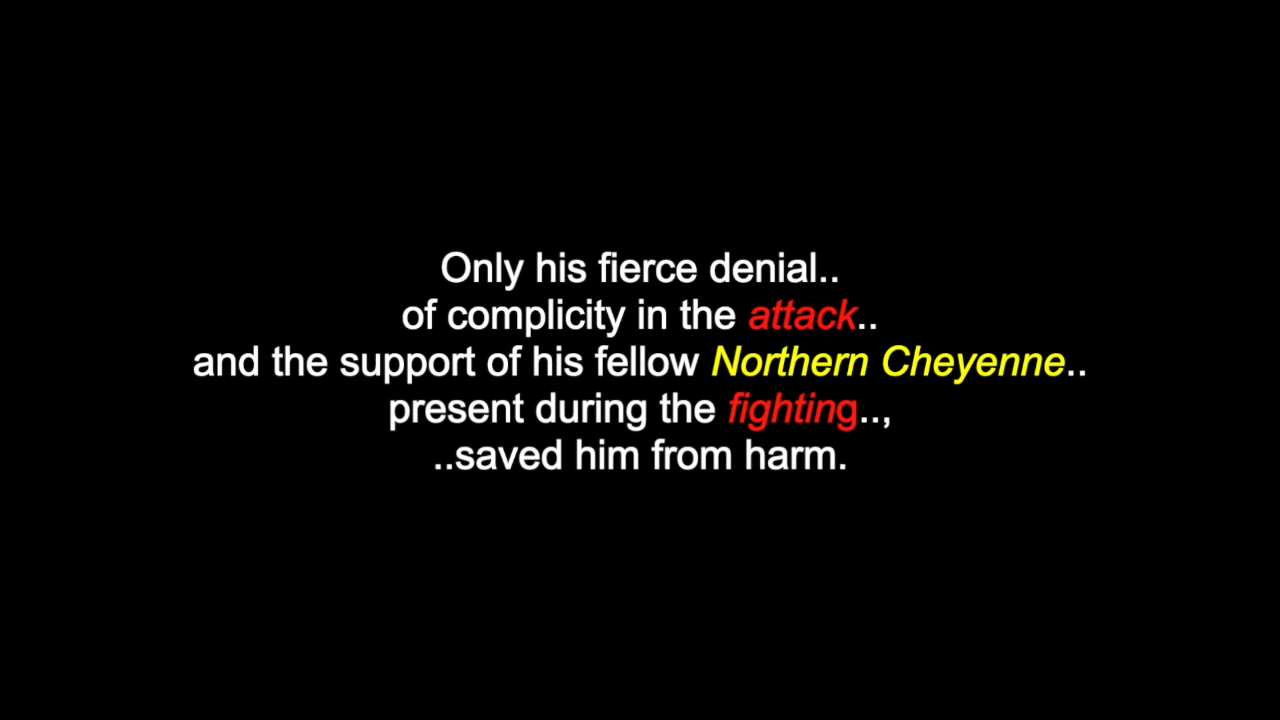 Only his fierce denial..
of complicity in the attack..
and the support of his fellow Northern Cheyenne..
present during the fighting..,
..saved him from harm.